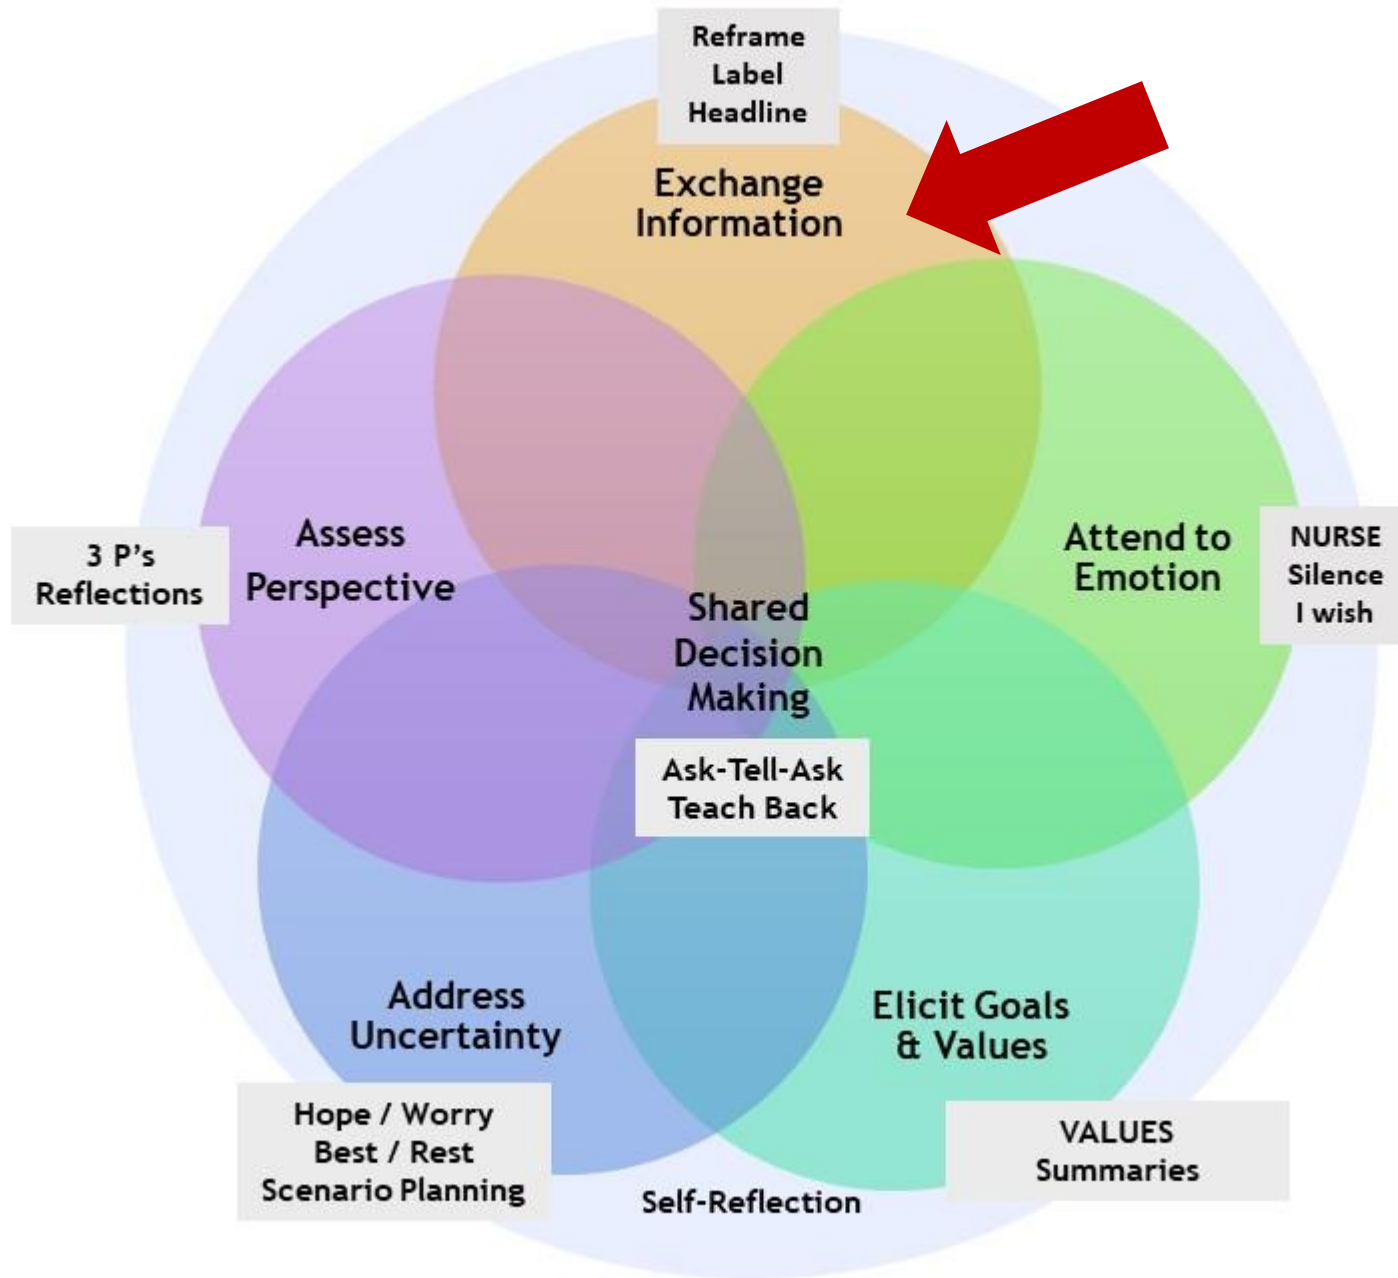 Reframe
Label
Headline
Exchange
Information
Assess
Perspective
3 P’s
Reflections
Attend to
Emotion
NURSE
Silence
I wish
Shared
Decision
Making
Ask-Tell-Ask
Teach Back
Address
Uncertainty
Hope / Worry
Best / Rest
Scenario Planning
Elicit Goals
& Values
VALUES
Summaries
Self-Reflection